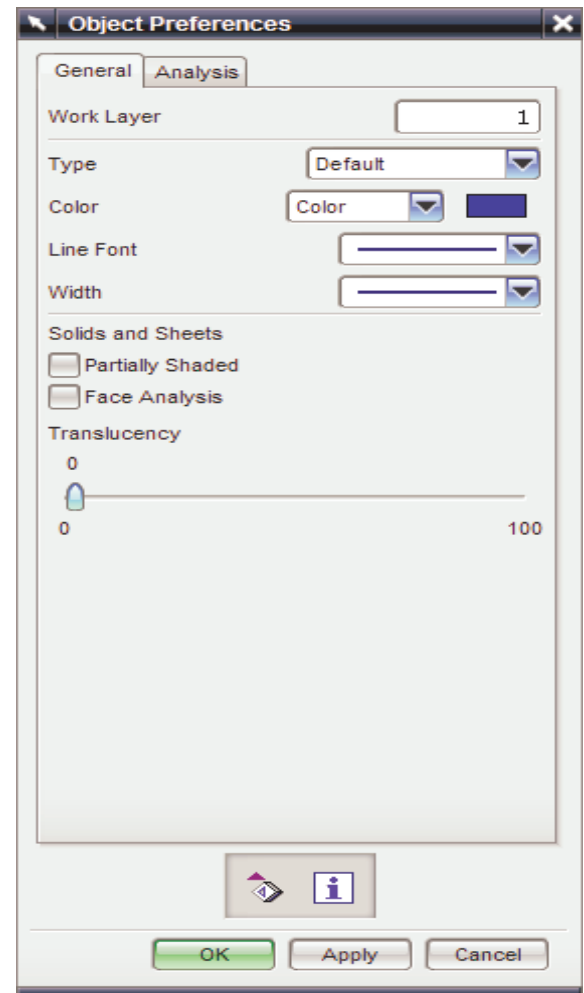 Object Preferences
General Analysis
Work Layer 1
Type Default
Color Color
Line Font
Width
Solids and Sheets
Partially Shaded
Face Analysis
Translucency
0
0 100
i
OK Apply Cancel